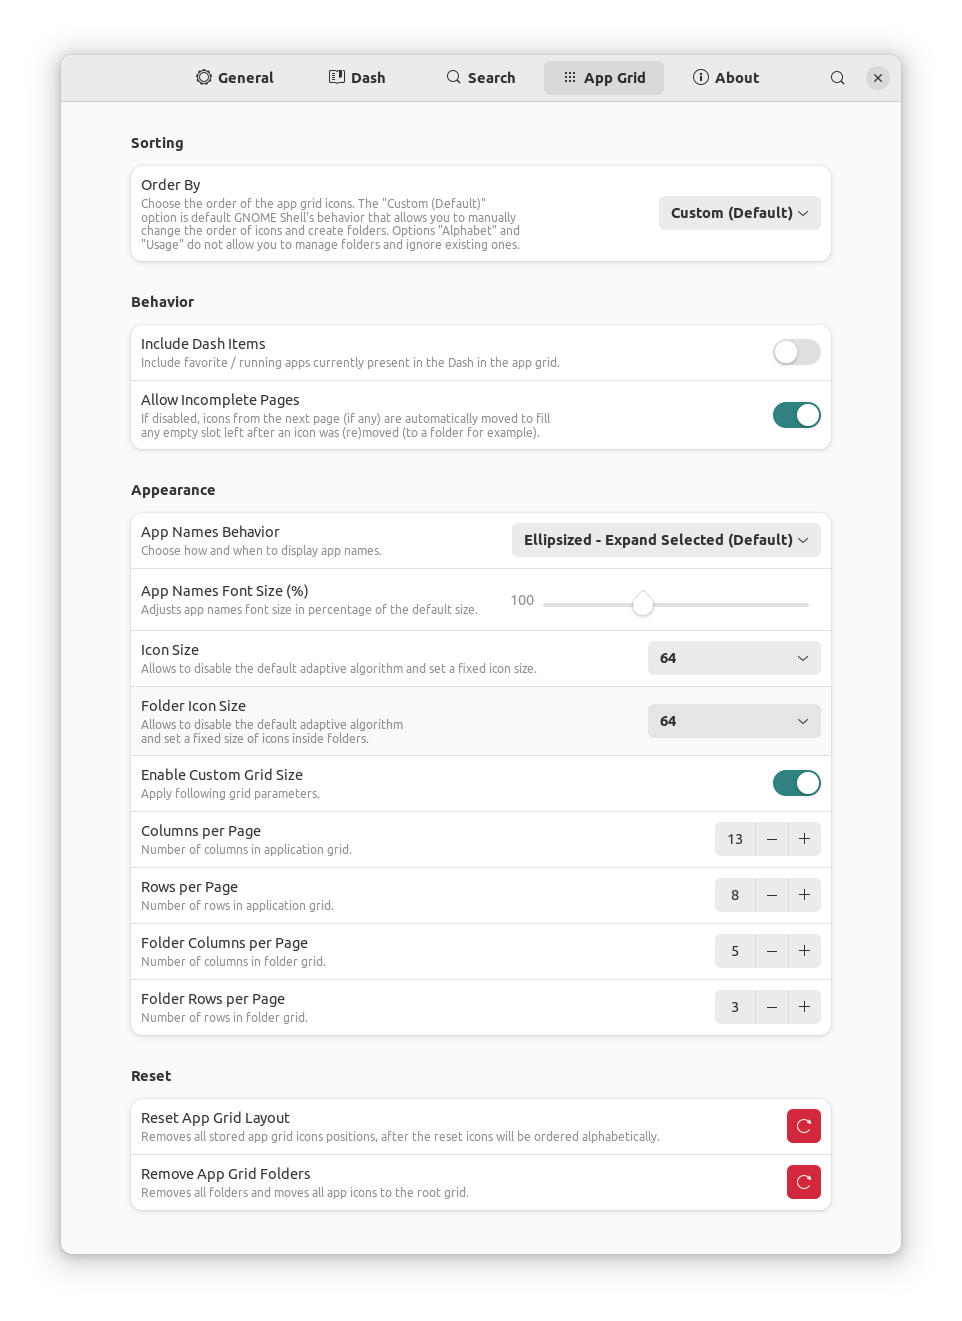 General
Dash
Search
App Grid
About
Sorting
Order By
Choose the order of the app grid icons. The "Custom (Default)"
option is default GNOME Shell's behavior that allows you to manually
change the order of icons and create folders. Options "Alphabet" and
"Usage" do not allow you to manage folders and ignore existing ones.
Custom (Default)
Behavior
Include Dash Items
Include favorite / running apps currently present in the Dash in the app grid.
Allow Incomplete Pages
If disabled, icons from the next page (if any) are automatically moved to fill
any empty slot left after an icon was (re)moved (to a folder for example).
Appearance
App Names Behavior
Choose how and when to display app names.
Ellipsized - Expand Selected (Default)
App Names Font Size (%)
Adjusts app names font size in percentage of the default size.
100
Icon Size
Allows to disable the default adaptive algorithm and set a fixed icon size.
64
Folder Icon Size
Allows to disable the default adaptive algorithm
and set a fixed size of icons inside folders.
64
Enable Custom Grid Size
Apply following grid parameters.
Columns per Page
Number of columns in application grid.
13
Rows per Page
Number of rows in application grid.
8
Folder Columns per Page
Number of columns in folder grid.
5
Folder Rows per Page
Number of rows in folder grid.
3
Reset
Reset App Grid Layout
Removes all stored app grid icons positions, after the reset icons will be ordered alphabetically.
Remove App Grid Folders
Removes all folders and moves all app icons to the root grid.